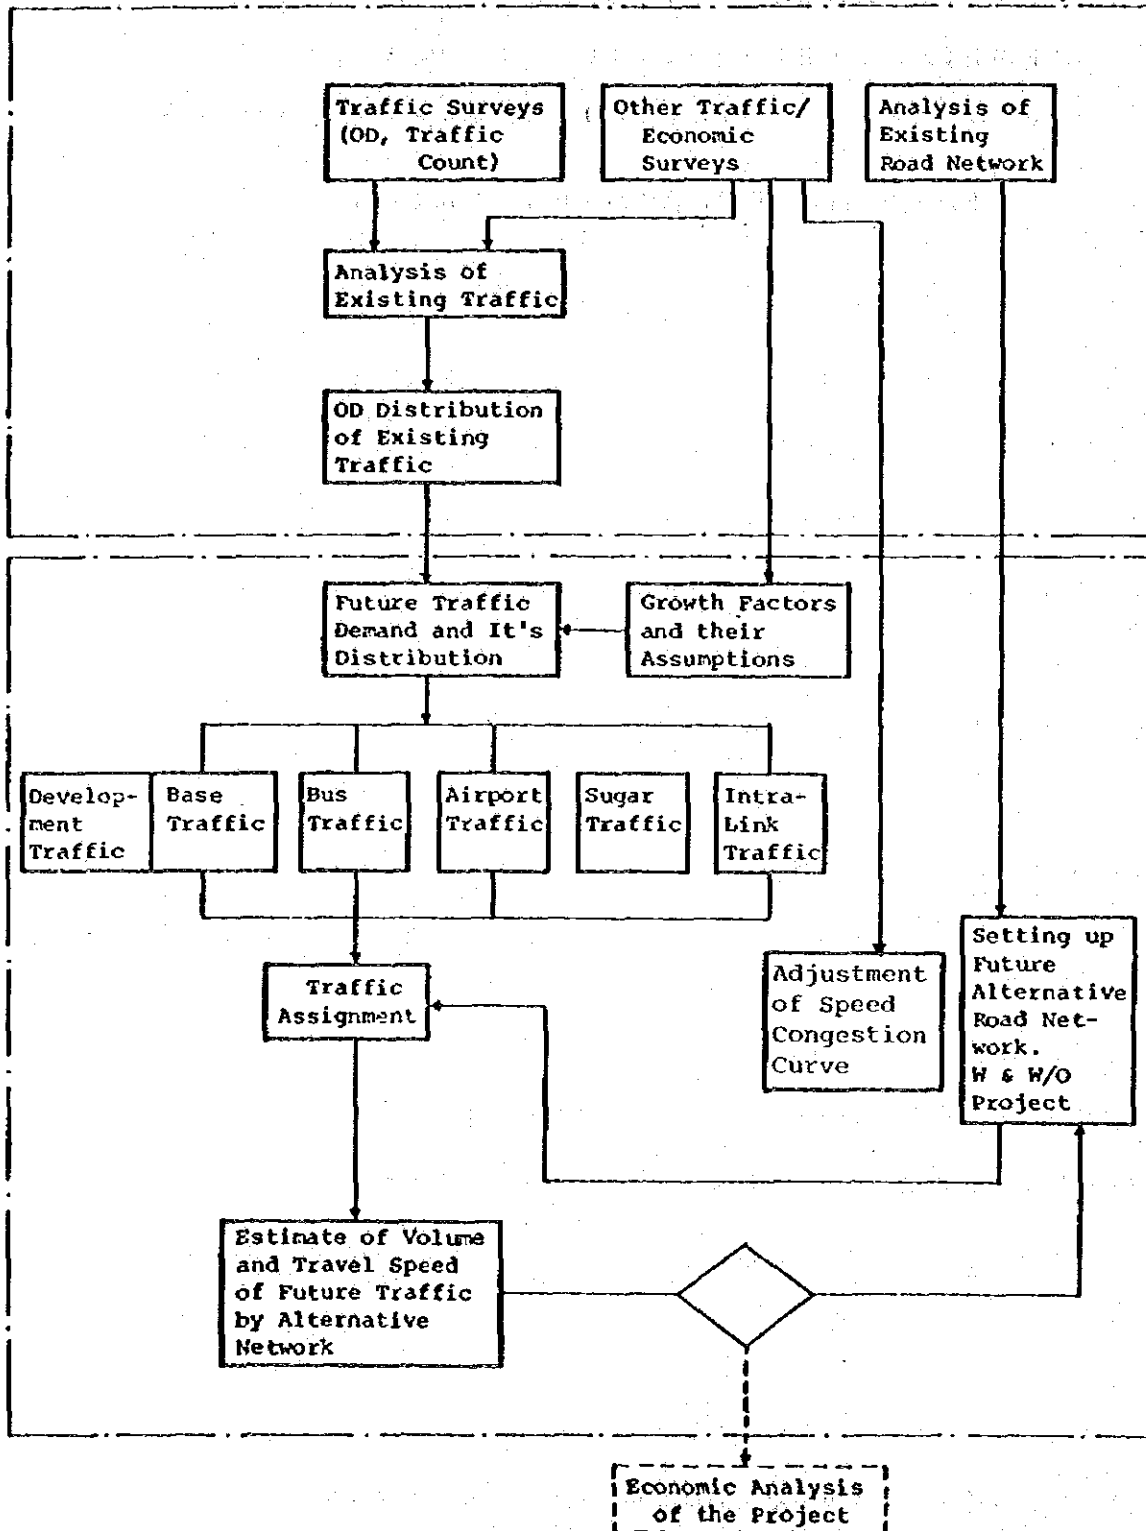 Traffic Surveys
(OD, Traffic
Count)
Other Traffic/
Economic
Surveys
Analysis of
Existing
Road Network
Analysis of
Existing Traffic
OD Distribution
of Existing
Traffic
Future Traffic
Demand and It's
Distribution
Growth Factors
and their
Assumptions
Develop-
ment
Traffic
Base
Traffic
Bus
Traffic
Airport
Traffic
Sugar
Traffic
Intra-
Link
Traffic
Traffic
Assignment
Adjustment
of Speed
Congestion
Curve
Setting up
Future
Alternative
Road Net-
work.
W & W/O
Project
Estimate of Volume
and Travel Speed
of Future Traffic
by Alternative
Network
Economic Analysis
of the Project